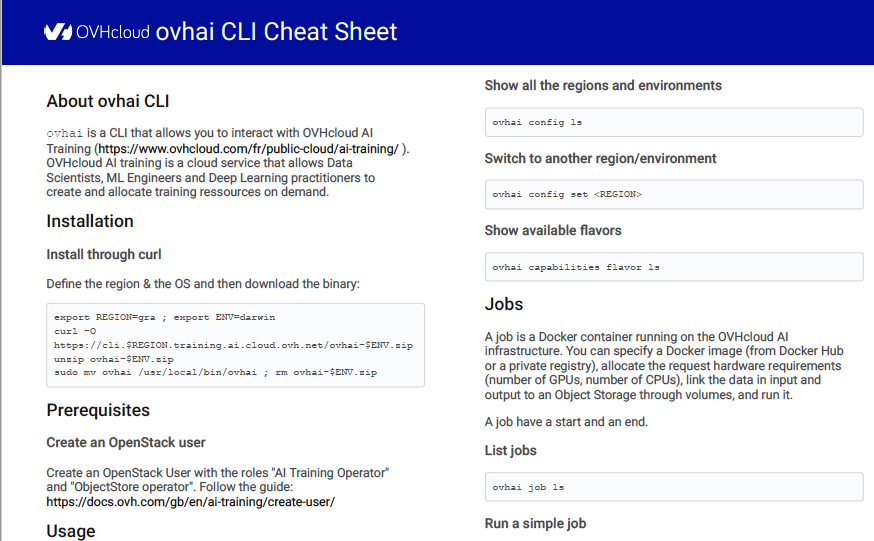 OVHcloud ovhai CLI Cheat Sheet
About ovhai CLI
ovhai is a CLI that allows you to interact with OVHcloud AI
Training (https://www.ovhcloud.com/fr/public-cloud/ai-training/ ).
OVHcloud AI training is a cloud service that allows Data
Scientists, ML Engineers and Deep Learning practitioners to
create and allocate training ressources on demand.
Installation
Install through curl
Define the region & the OS and then download the binary:
export REGION=gra ; export ENV=darwin
curl -O
https://cli.$REGION.training.ai.cloud.ovh.net/ovhai-$ENV.zip
unzip ovhai-$ENV.zip
sudo mv ovhai /usr/local/bin/ovhai ; rm ovhai-$ENV.zip
Prerequisites
Create an OpenStack user
Create an OpenStack User with the roles "AI Training Operator"
and "ObjectStore operator". Follow the guide:
https://docs.ovh.com/gb/en/ai-training/create-user/
Usage
Show all the regions and environments
ovhai config ls
Switch to another region/environment
ovhai config set <REGION>
Show available flavors
ovhai capabilities flavor ls
Jobs
A job is a Docker container running on the OVHcloud AI
infrastructure. You can specify a Docker image (from Docker Hub
or a private registry), allocate the request hardware requirements
(number of GPUs, number of CPUs), link the data in input and
output to an Object Storage through volumes, and run it.
A job have a start and an end.
List jobs
ovhai job ls
Run a simple job